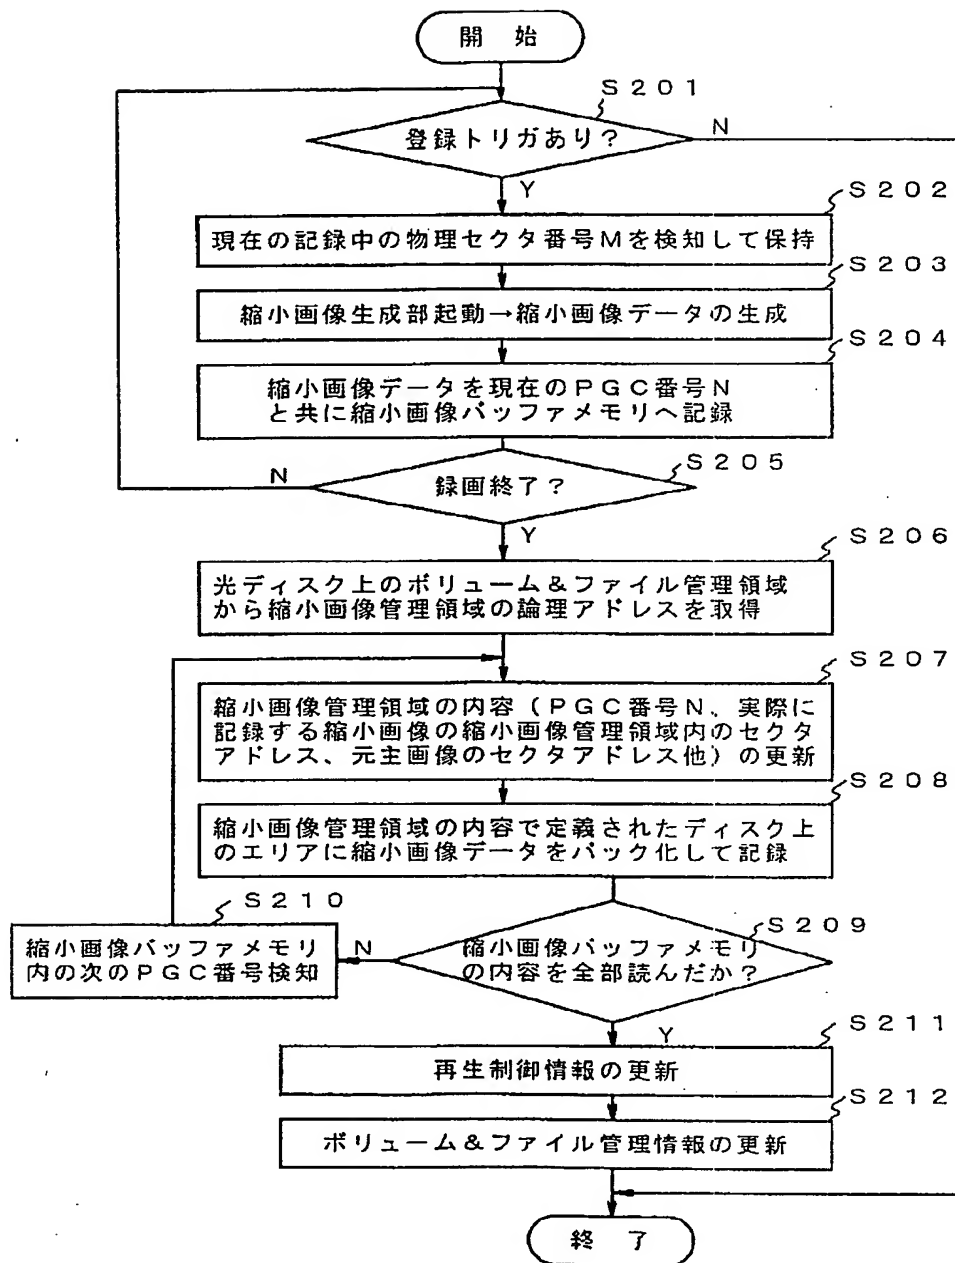 開 始
S201
登録トリガあり?
N
Y
S202
現在の記録中の物理セクタ番号Mを検知して保持
S203
縮小画像生成部起動→縮小画像データの生成
S204
縮小画像データを現在のPGC番号N
と共に縮小画像バッファメモリへ記録
S205
N
録画終了?
Y
S206
光ディスク上のボリューム&ファイル管理領域
から縮小画像管理領域の論理アドレスを取得
S207
縮小画像管理領域の内容(PGC番号N、実際に
記録する縮小画像の縮小画像管理領域内のセクタ
アドレス、元主画像のセクタアドレス他)の更新
S208
縮小画像管理領域の内容で定義されたディスク上
のエリアに縮小画像データをパック化して記録
S210
縮小画像バッファメモリ
内の次のPGC番号検知
N
S209
縮小画像バッファメモリ
の内容を全部読んだか?
Y
S211
再生制御情報の更新
S212
ボリューム&ファイル管理情報の更新
終 了